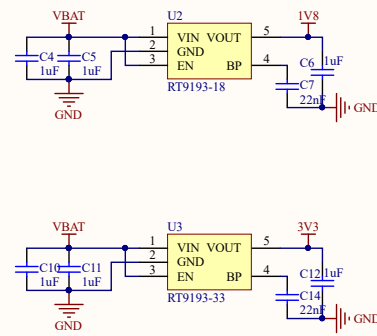 VBAT U2 1V8
1 VIN VOUT 5
2 GND
3 EN BP 4
C4 C5 C6 1uF
1uF 1uF C7
RT9193-18 22nF
GND GND
VBAT U3 3V3
1 VIN VOUT 5
2 GND
3 EN BP 4
C10 C11 C12 1uF
1uF 1uF C14
RT9193-33 22nF
GND GND